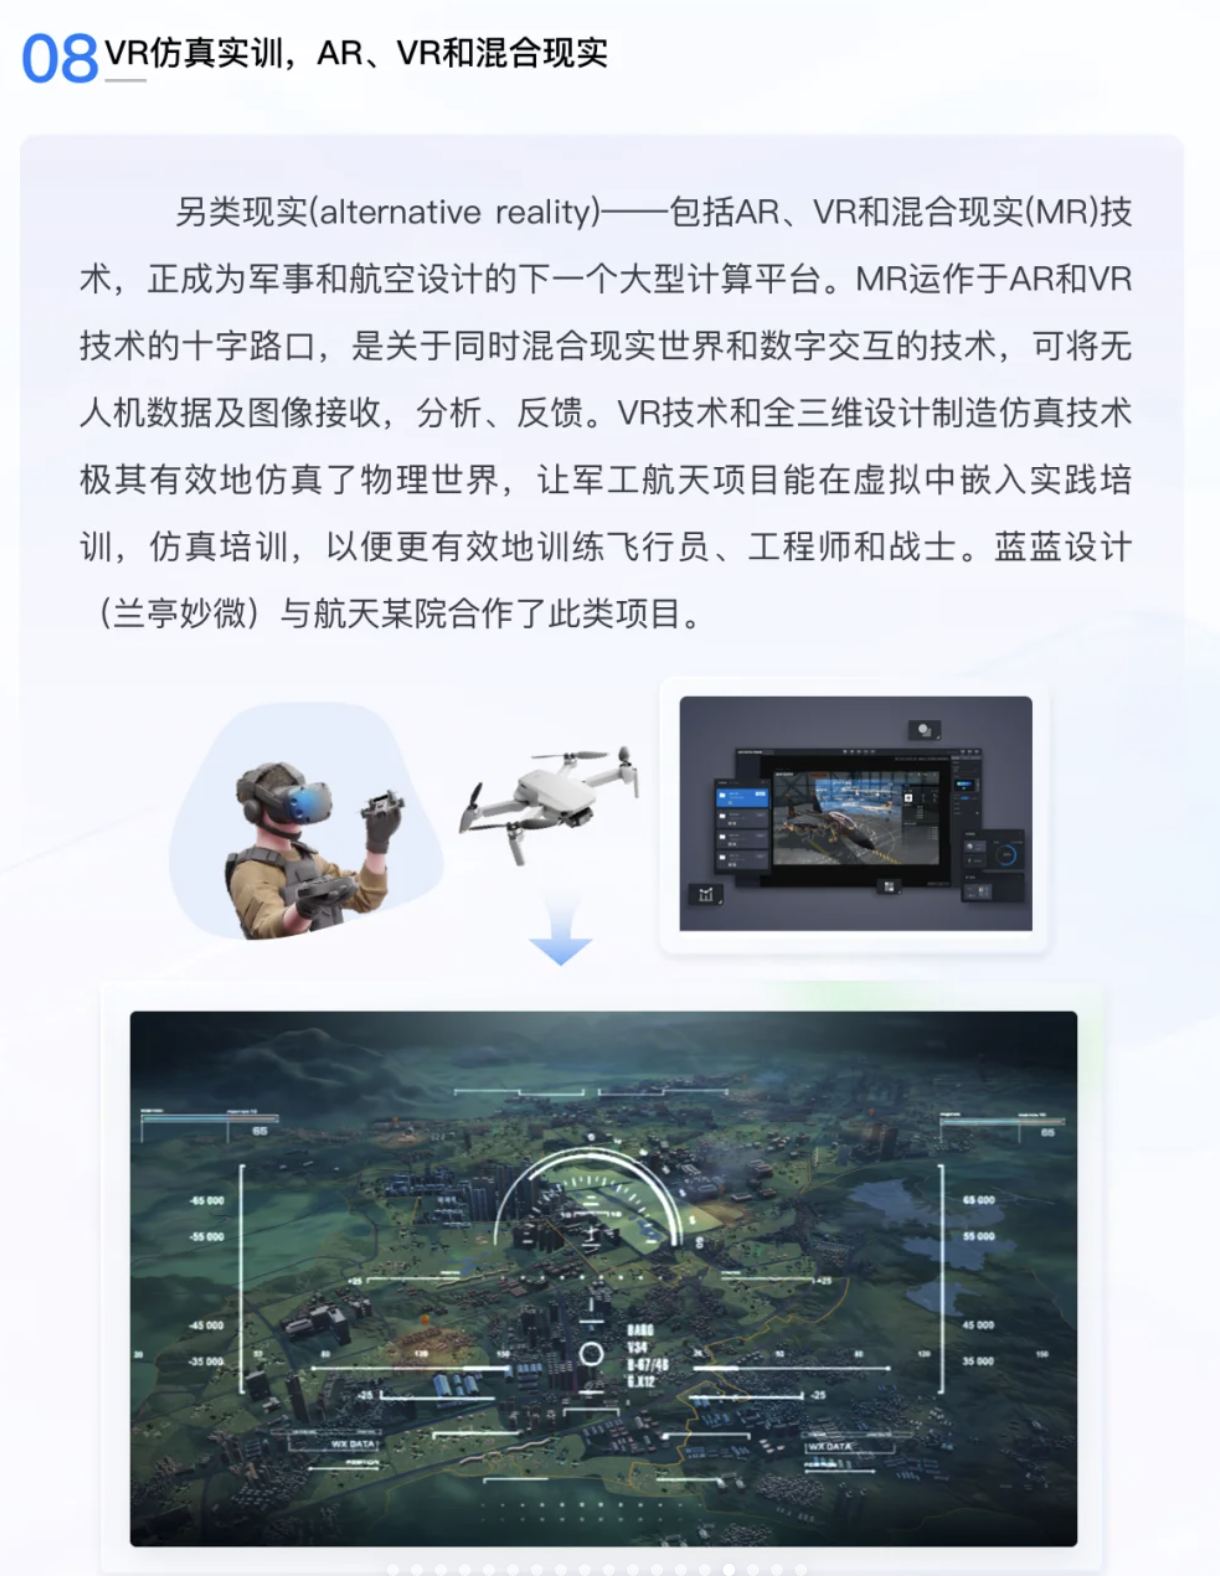 08 VR仿真实训，AR、VR和混合现实
另类现实(alternative reality)——包括AR、VR和混合现实(MR)技
术，正成为军事和航空设计的下一个大型计算平台。MR运作于AR和VR
技术的十字路口，是关于同时混合现实世界和数字交互的技术，可将无
人机数据及图像接收，分析、反馈。VR技术和全三维设计制造仿真技术
极其有效地仿真了物理世界，让军工航天项目能在虚拟中嵌入实践培
训，仿真培训，以便更有效地训练飞行员、工程师和战士。蓝蓝设计
（兰亭妙微）与航天某院合作了此类项目。
65 65
-65 000 65 000
-55 000 55 000
+25 +25
-45 000 45 000
V34
-35 000 35 000
G.X12
-25 -25
WX DATA WX DATA